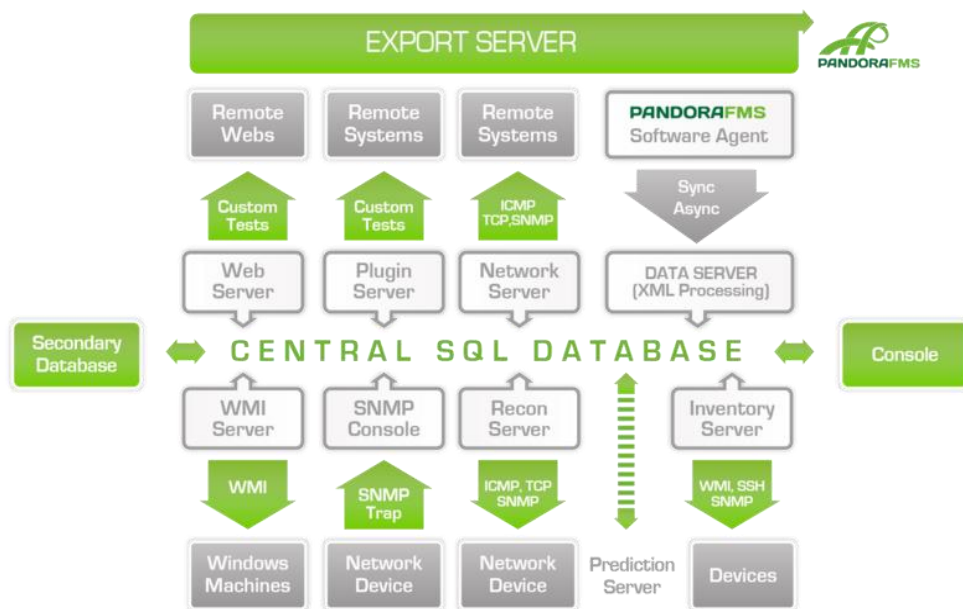 EXPORT SERVER
PANDORAFMS
Remote
Webs
Remote
Systems
Remote
Systems
PANDORAFMS
Software Agent
Custom
Tests
Custom
Tests
ICMP
TCP,SNMP
Sync
Async
Web
Server
Plugin
Server
Network
Server
DATA SERVER
(XML Processing)
Secondary
Database
CENTRAL SQL DATABASE
Console
WMI
Server
SNMP
Console
Recon
Server
Inventory
Server
WMI
SNMP
Trap
ICMP, TCP
SNMP
WMI, SSH
SNMP
Windows
Machines
Network
Device
Network
Device
Prediction
Server
Devices